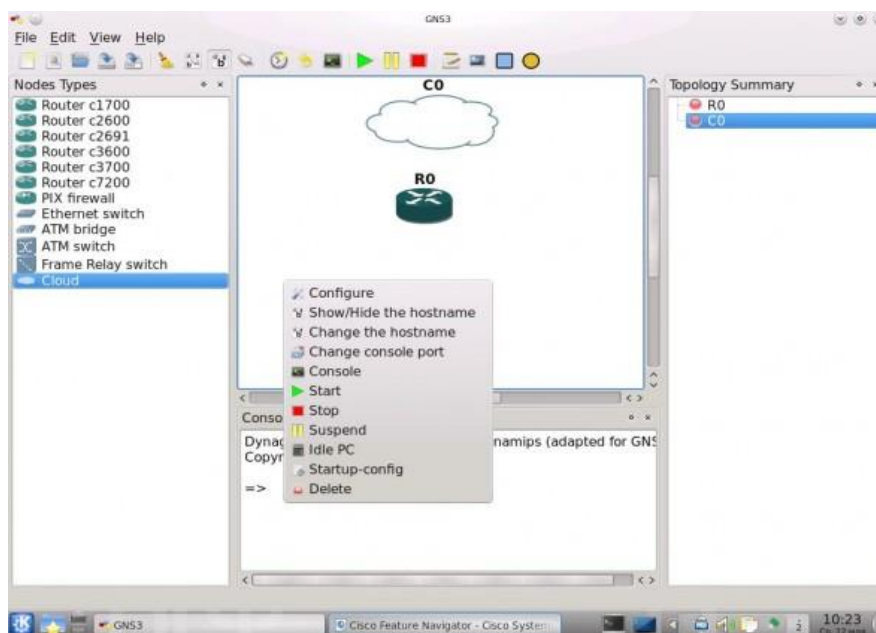 GNS3
File Edit View Help
Nodes Types
Router c1700
Router c2600
Router c2691
Router c3600
Router c3700
Router c7200
PIX firewall
Ethernet switch
ATM bridge
ATM switch
Frame Relay switch
Cloud
C0
R0
Configure
Show/Hide the hostname
Change the hostname
Change console port
Console
Start
Stop
Suspend
Idle PC
Startup-config
Delete
Conso
Dynag namips (adapted for GNS
Copyr
=>
Topology Summary
R0
C0
GNS3
Cisco Feature Navigator - Cisco System
2
10:23